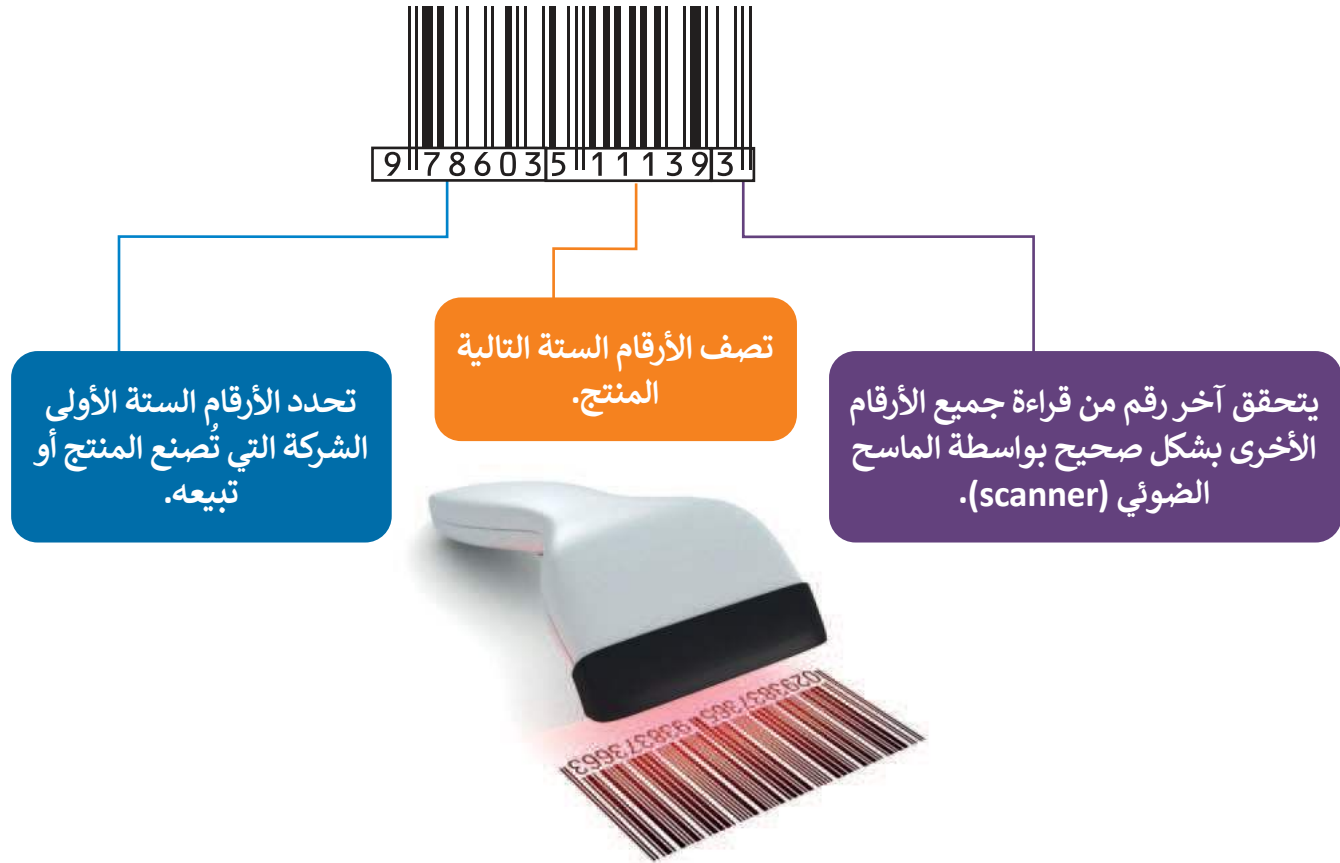 9 786035 111393
تحدد الأرقام الستة الأولى
الشركة التي تُصنع المنتج أو
تبيعه.
تصف الأرقام الستة التالية
المنتج.
يتحقق آخر رقم من قراءة جميع الأرقام
الأخرى بشكل صحيح بواسطة الماسح
الضوئي (scanner).